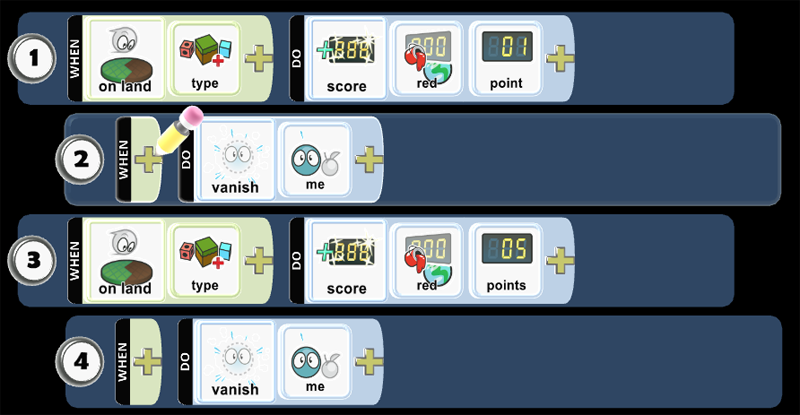 1 WHEN on land type DO score red 01 point
2 WHEN DO vanish me
3 WHEN on land type DO score red 05 points
4 WHEN DO vanish me